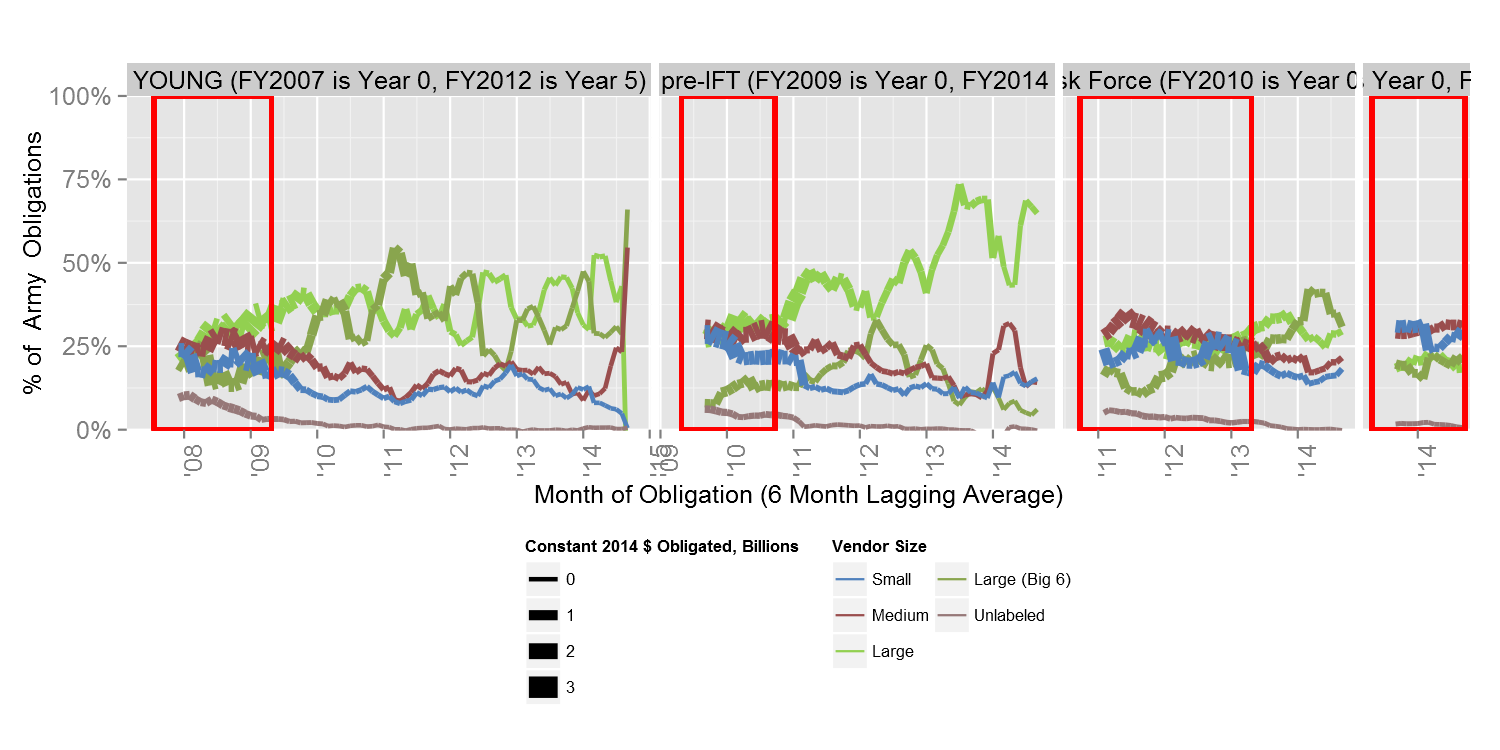 YOUNG (FY2007 is Year 0, FY2012 is Year 5)
pre-IFT (FY2009 is Year 0, FY2014
sk Force (FY2010 is Year 0
Year 0, F
100%
75%
50%
25%
0%
% of Army Obligations
'08 '09 '10 '11 '12 '13 '14 '15
'09 '10 '11 '12 '13 '14
'11 '12 '13 '14
'14
Month of Obligation (6 Month Lagging Average)
Constant 2014 $ Obligated, Billions
0
1
2
3
Vendor Size
Small Large (Big 6)
Medium Unlabeled
Large